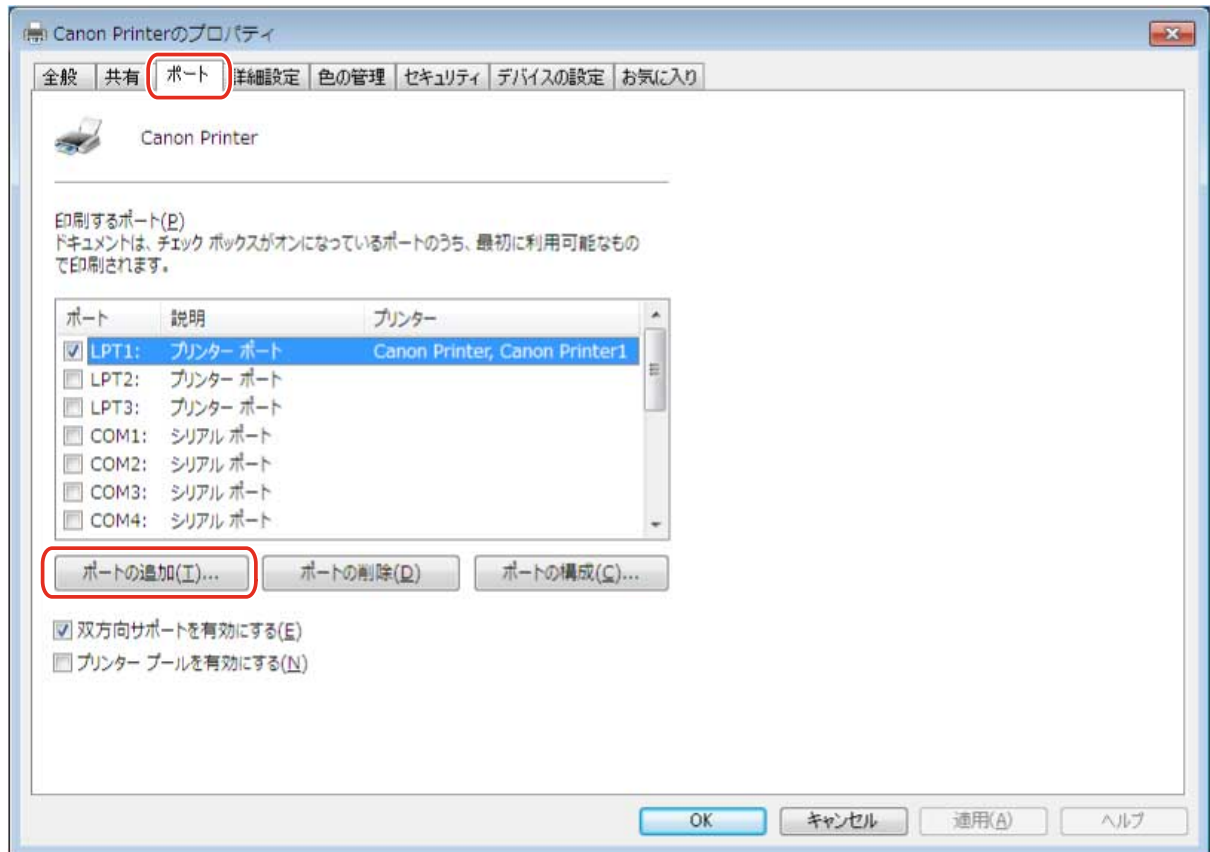 Canon Printerのプロパティ
全般 共有 ポート 詳細設定 色の管理 セキュリティ デバイスの設定 お気に入り
Canon Printer
印刷するポート(P)
ドキュメントは、チェック ボックスがオンになっているポートのうち、最初に利用可能なもの
で印刷されます。
ポート 説明 プリンター
LPT1: プリンター ポート Canon Printer, Canon Printer1
LPT2: プリンター ポート
LPT3: プリンター ポート
COM1: シリアル ポート
COM2: シリアル ポート
COM3: シリアル ポート
COM4: シリアル ポート
ポートの追加(T)... ポートの削除(D) ポートの構成(C)...
双方向サポートを有効にする(E)
プリンター プールを有効にする(N)
OK キャンセル 適用(A) ヘルプ